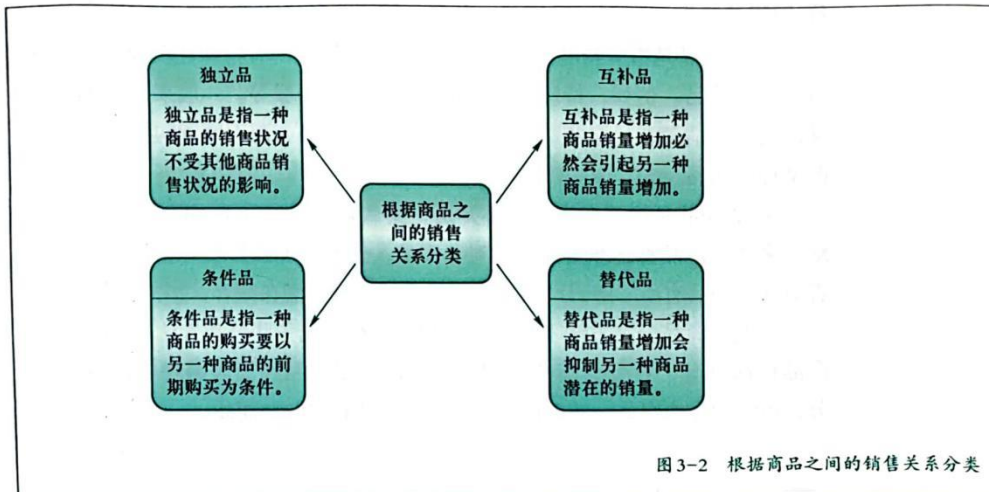 独立品
独立品是指一种
商品的销售状况
不受其他商品销
售状况的影响。
互补品
互补品是指一种
商品销量增加必
然会引起另一种
商品销量增加。
根据商品之
间的销售
关系分类
条件品
条件品是指一种
商品的购买要以
另一种商品的前
期购买为条件。
替代品
替代品是指一种
商品销量增加会
抑制另一种商品
潜在的销量。
图3-2 根据商品之间的销售关系分类